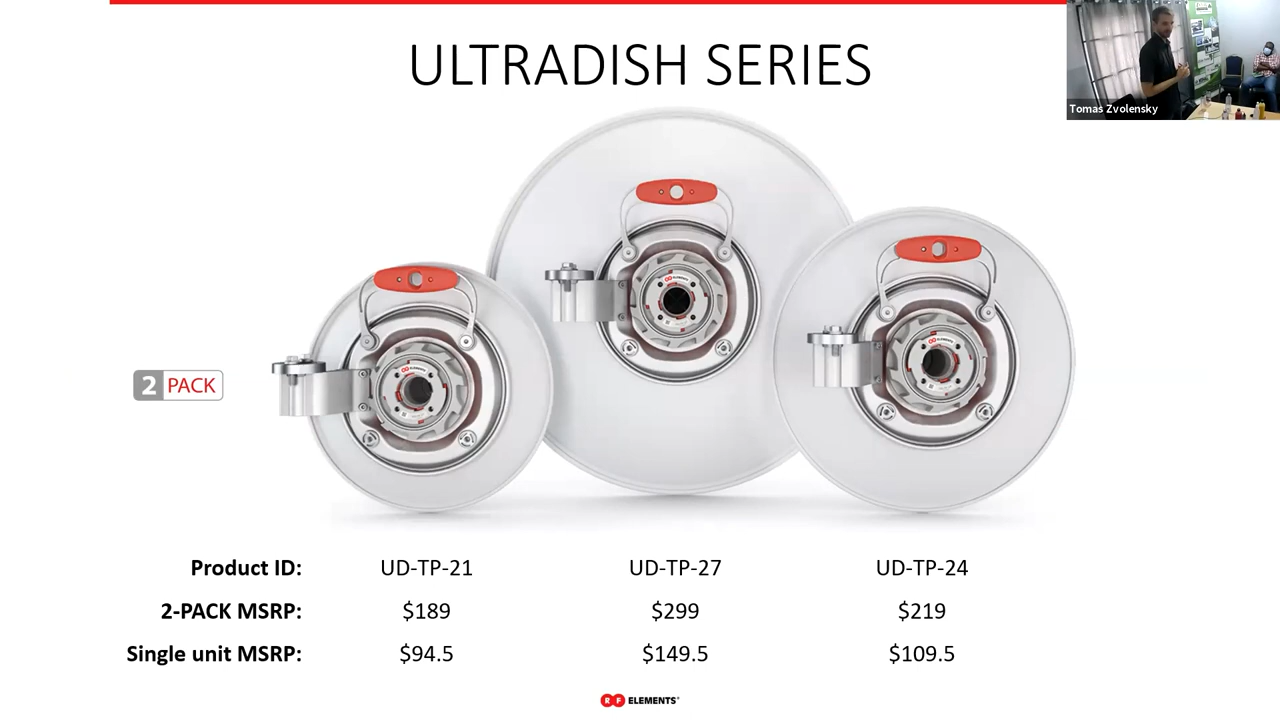 ULTRADISH SERIES
Tomas Zvolensky
2 PACK
Product ID: UD-TP-21 UD-TP-27 UD-TP-24
2-PACK MSRP: $189 $299 $219
Single unit MSRP: $94.5 $149.5 $109.5
RF ELEMENTS